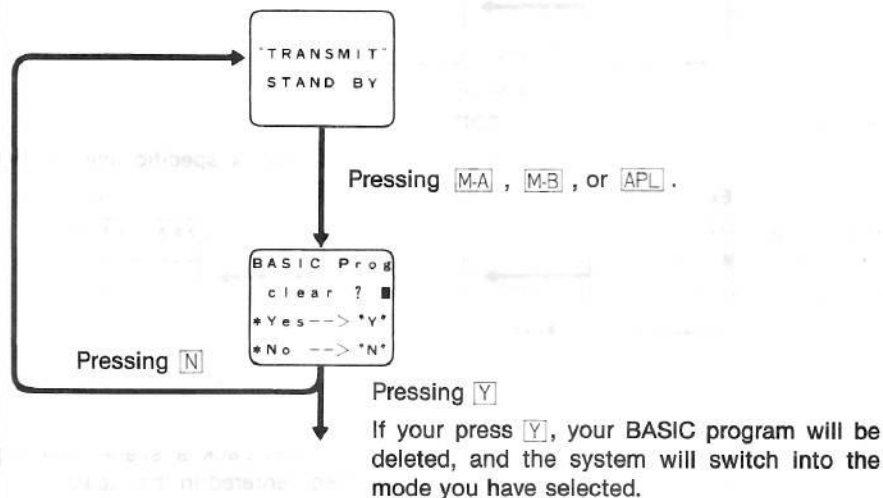 "TRANSMIT"
STAND BY
Pressing M-A , M-B , or APL .
BASIC Prog
clear ?
*Yes--> "Y"
*No --> "N"
Pressing N
Pressing Y
If your press Y, your BASIC program will be
deleted, and the system will switch into the
mode you have selected.